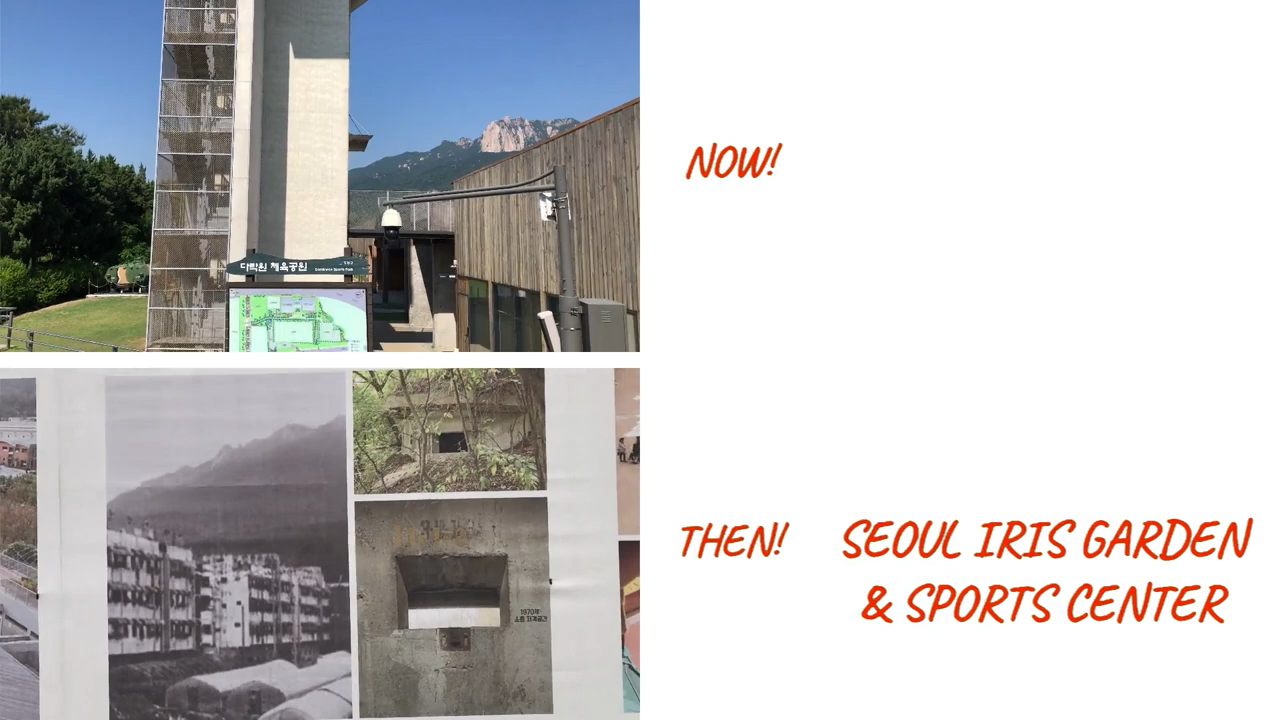 다락원 체육공원
NOW!
1970年
THEN!
SEOUL IRIS GARDEN
& SPORTS CENTER